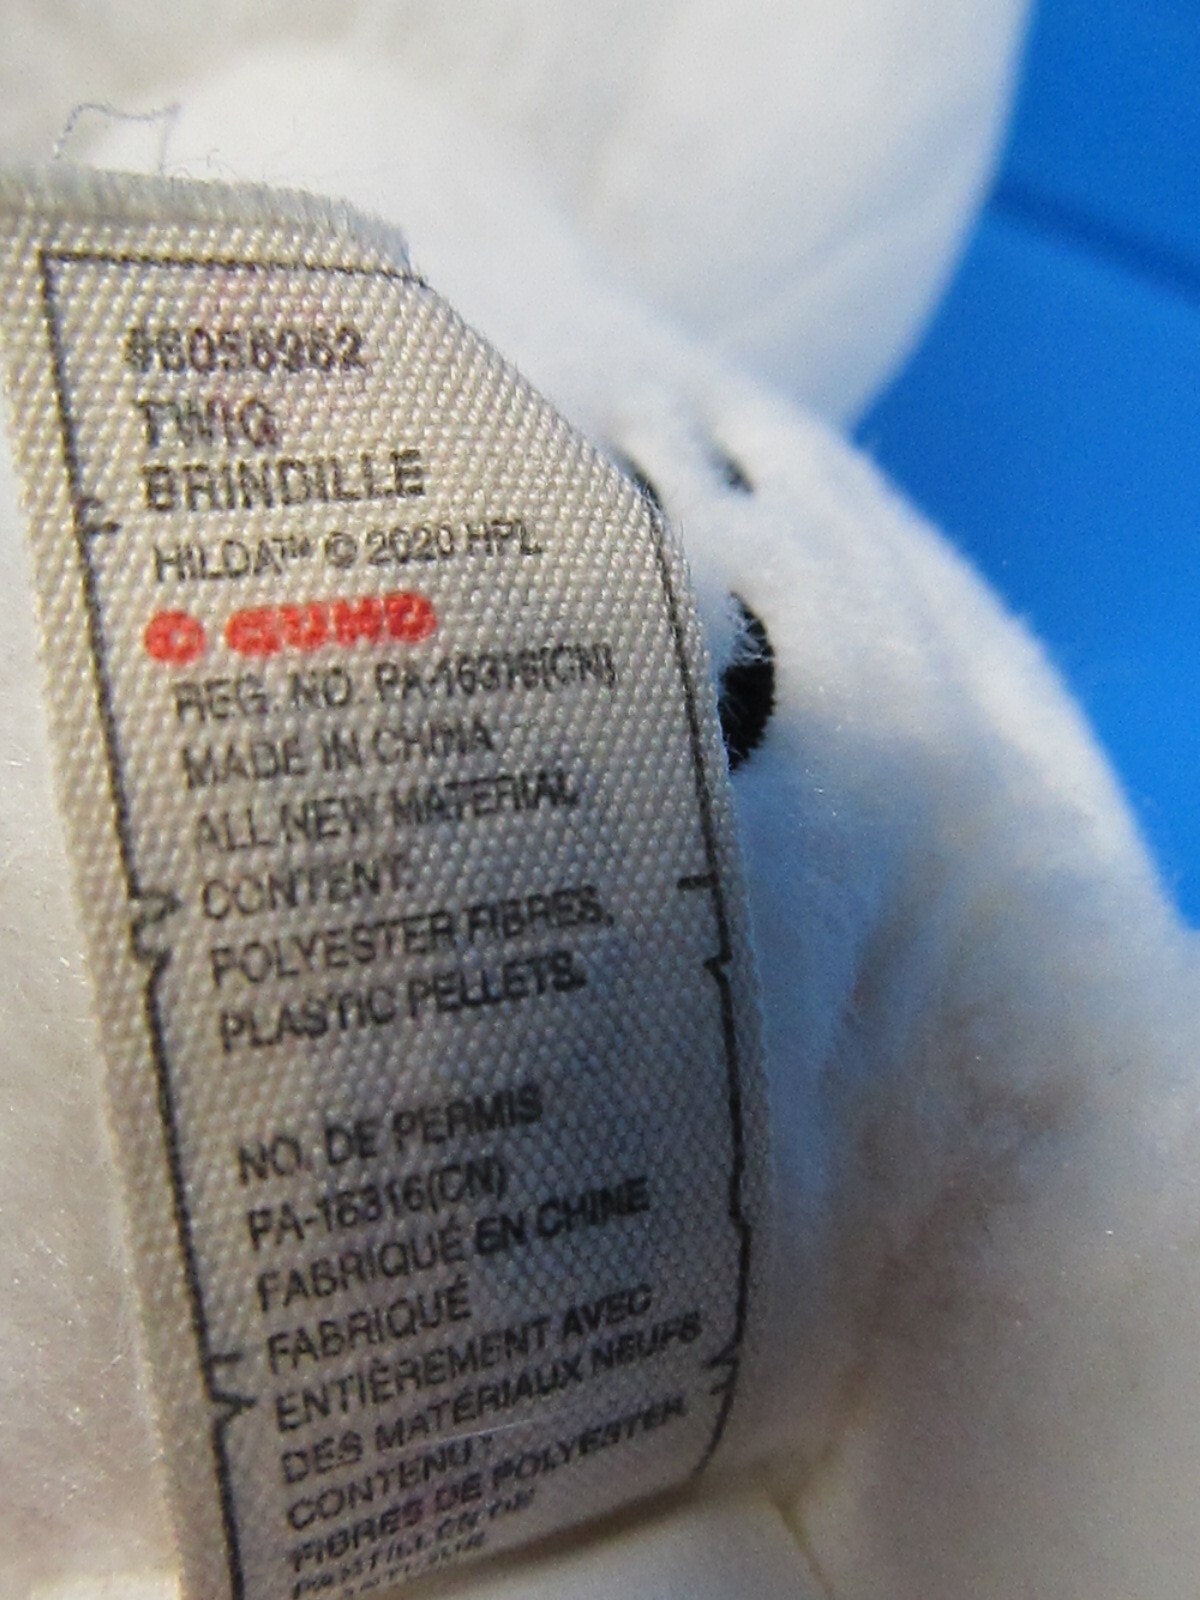 #6056962
TWIG
BRINDILLE
HILDA™ © 2020 HPL
GUND
REG. NO. PA-16316(CN)
MADE IN CHINA
ALL NEW MATERIAL
CONTENT:
POLYESTER FIBRES,
PLASTIC PELLETS.
NO. DE PERMIS
PA-16316(CN)
FABRIQUÉ EN CHINE
FABRIQUÉ
ENTIÈREMENT AVEC
DES MATÉRIAUX NEUFS
CONTENU :
FIBRES DE POLYESTER,